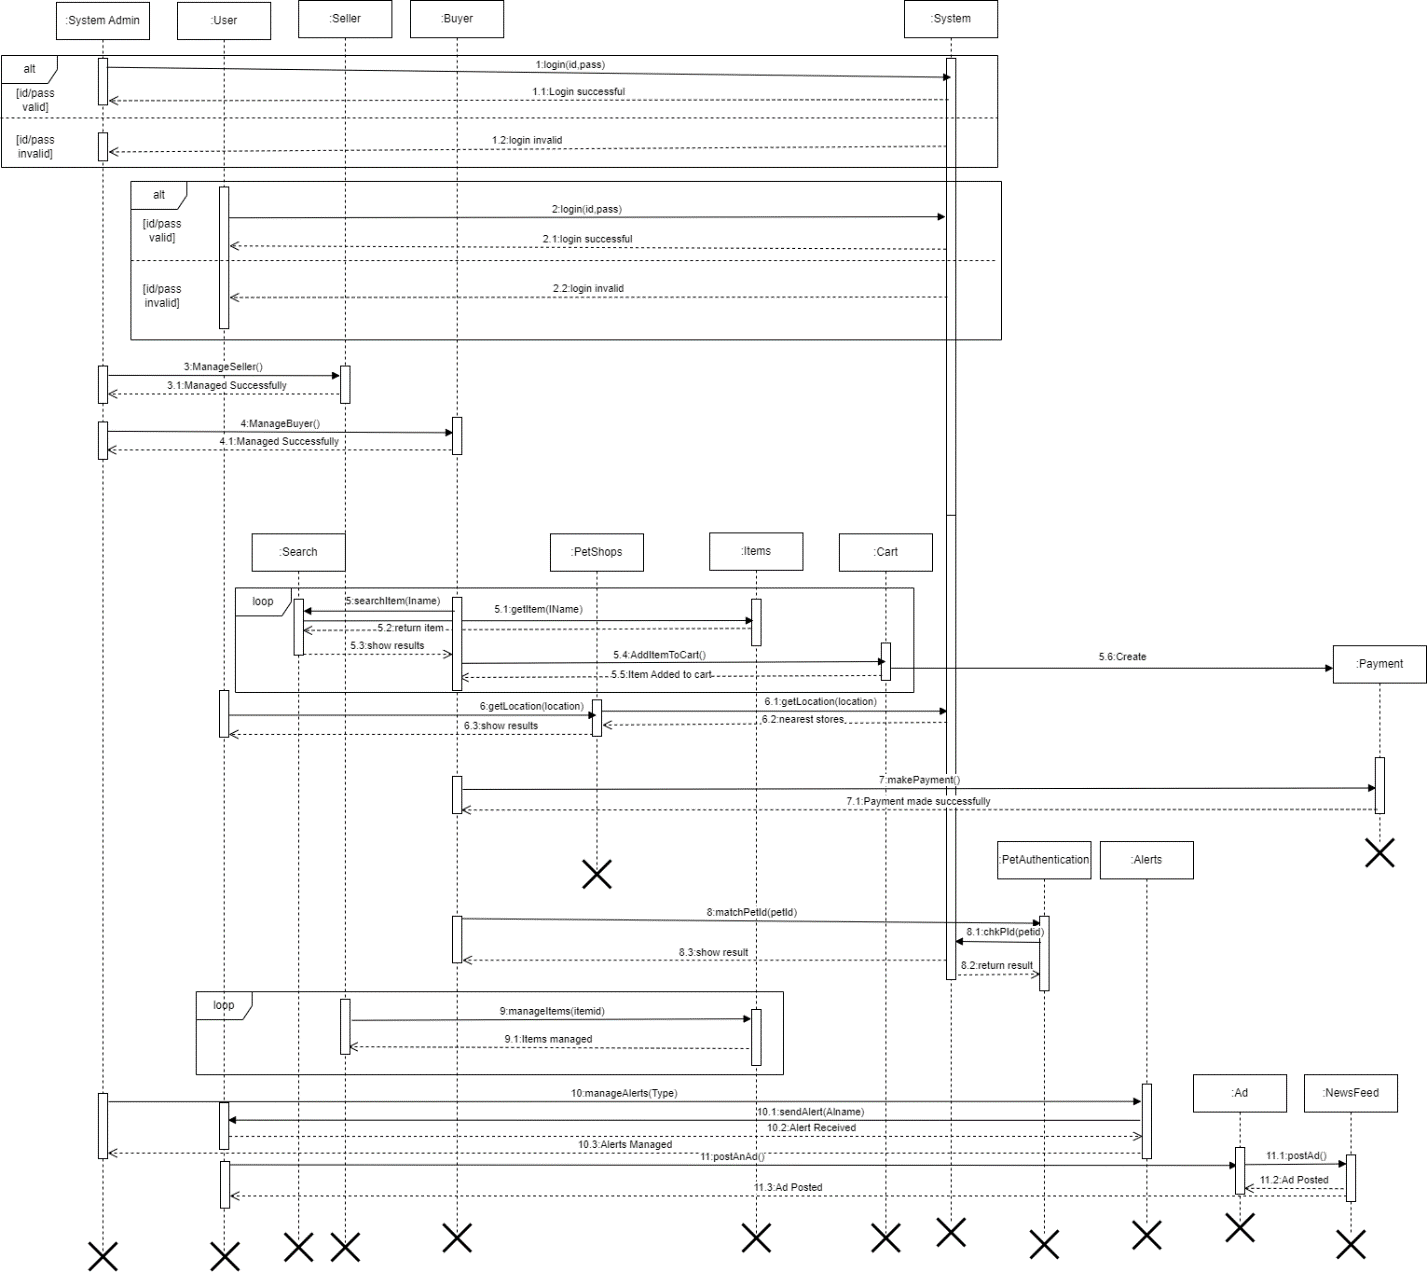 :System Admin
:User
:Seller
:Buyer
:System
alt
1:login(id,pass)
[id/pass
valid]
1.1:Login successful
[id/pass
invalid]
1.2:login invalid
alt
2:login(id,pass)
[id/pass
valid]
2.1:login successful
[id/pass
invalid]
2.2:login invalid
3:ManageSeller()
3.1:Managed Successfully
4:ManageBuyer()
4.1:Managed Successfully
:Search
:PetShops
:Items
:Cart
loop
5:searchItem(Iname)
5.1:getItem(IName)
5.2:return item
5.3:show results
5.4:AddItemToCart()
5.5:Item Added to cart
5.6:Create
:Payment
6:getLocation(location)
6.1:getLocation(location)
6.2:nearest stores
6.3:show results
7:makePayment()
7.1:Payment made successfully
:PetAuthentication
:Alerts
8:matchPetId(petId)
8.1:chkPId(petid)
8.3:show result
8.2:return result
loop
9:manageItems(itemid)
9.1:Items managed
:Ad
:NewsFeed
10:manageAlerts(Type)
10.1:sendAlert(Alname)
10.2:Alert Received
10.3:Alerts Managed
11:postAnAd()
11.1:postAd()
11.2:Ad Posted
11.3:Ad Posted